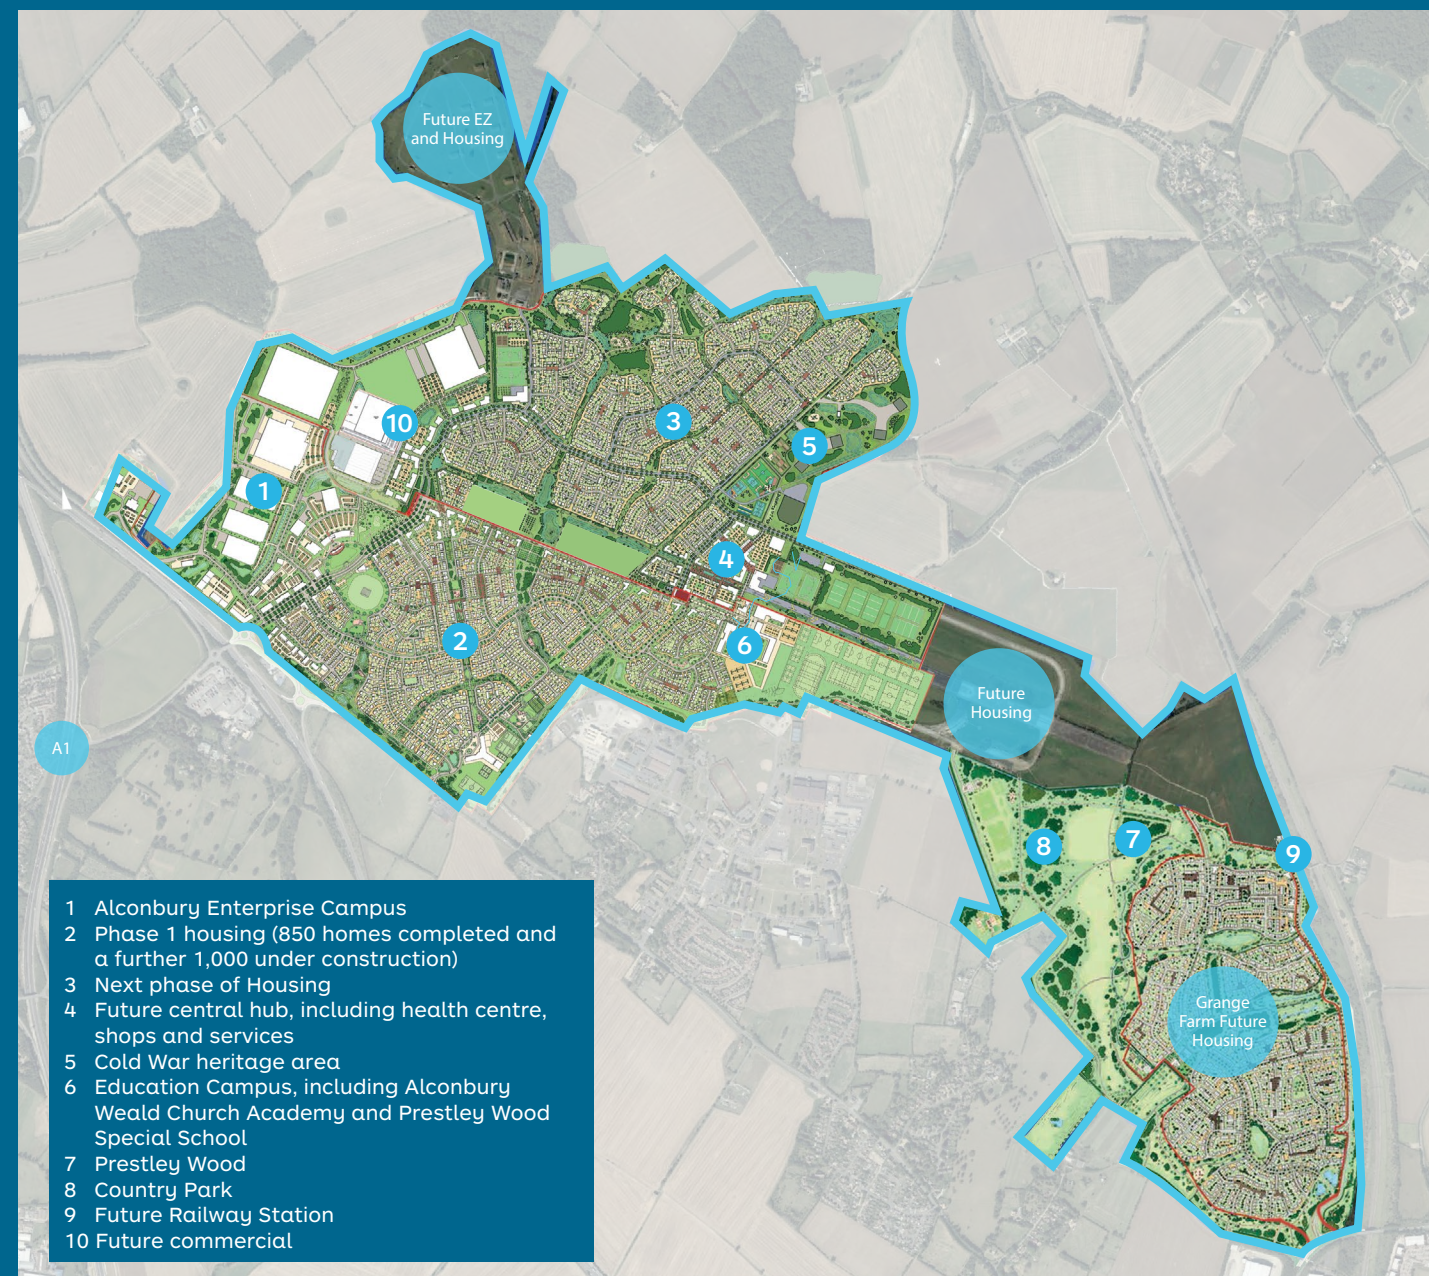 Future EZ
and Housing
10
3
5
1
4
2
6
Future
Housing
A1
8
7
9
Grange
Farm Future
Housing
1 Alconbury Enterprise Campus
2 Phase 1 housing (850 homes completed and
a further 1,000 under construction)
3 Next phase of Housing
4 Future central hub, including health centre,
shops and services
5 Cold War heritage area
6 Education Campus, including Alconbury
Weald Church Academy and Prestley Wood
Special School
7 Prestley Wood
8 Country Park
9 Future Railway Station
10 Future commercial